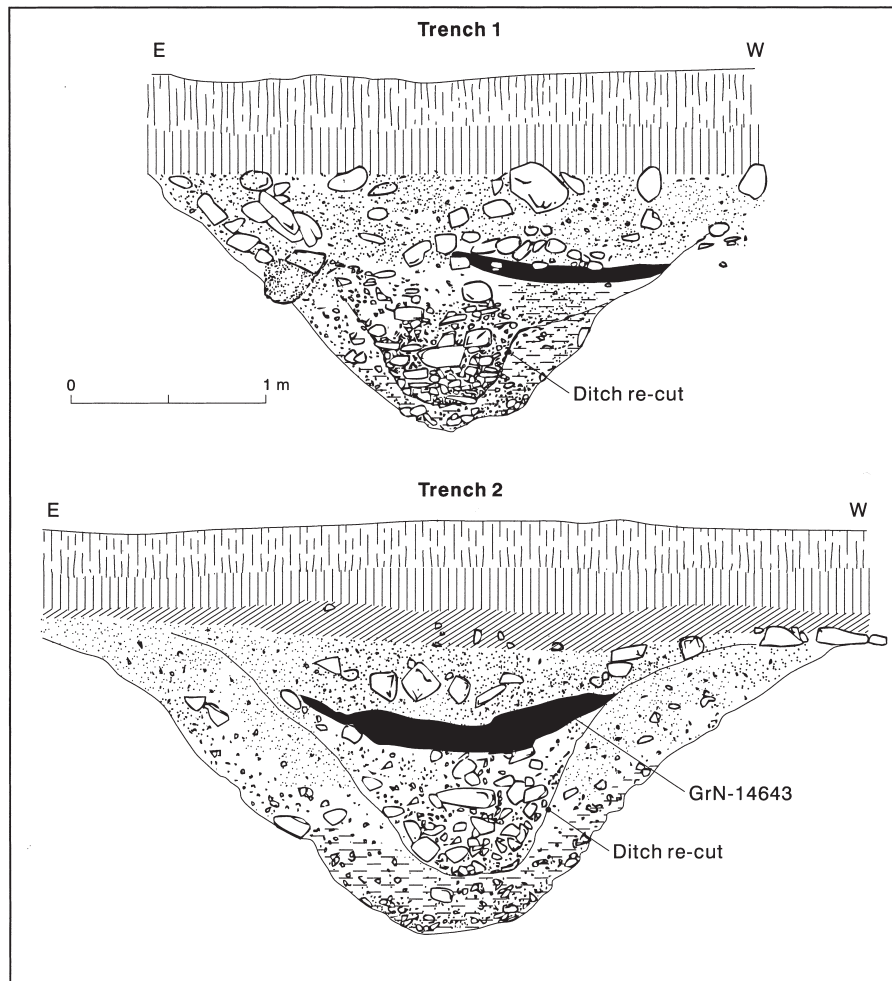 Trench 1
E W
Ditch re-cut
0 1 m
Trench 2
E W
GrN-14643
Ditch re-cut